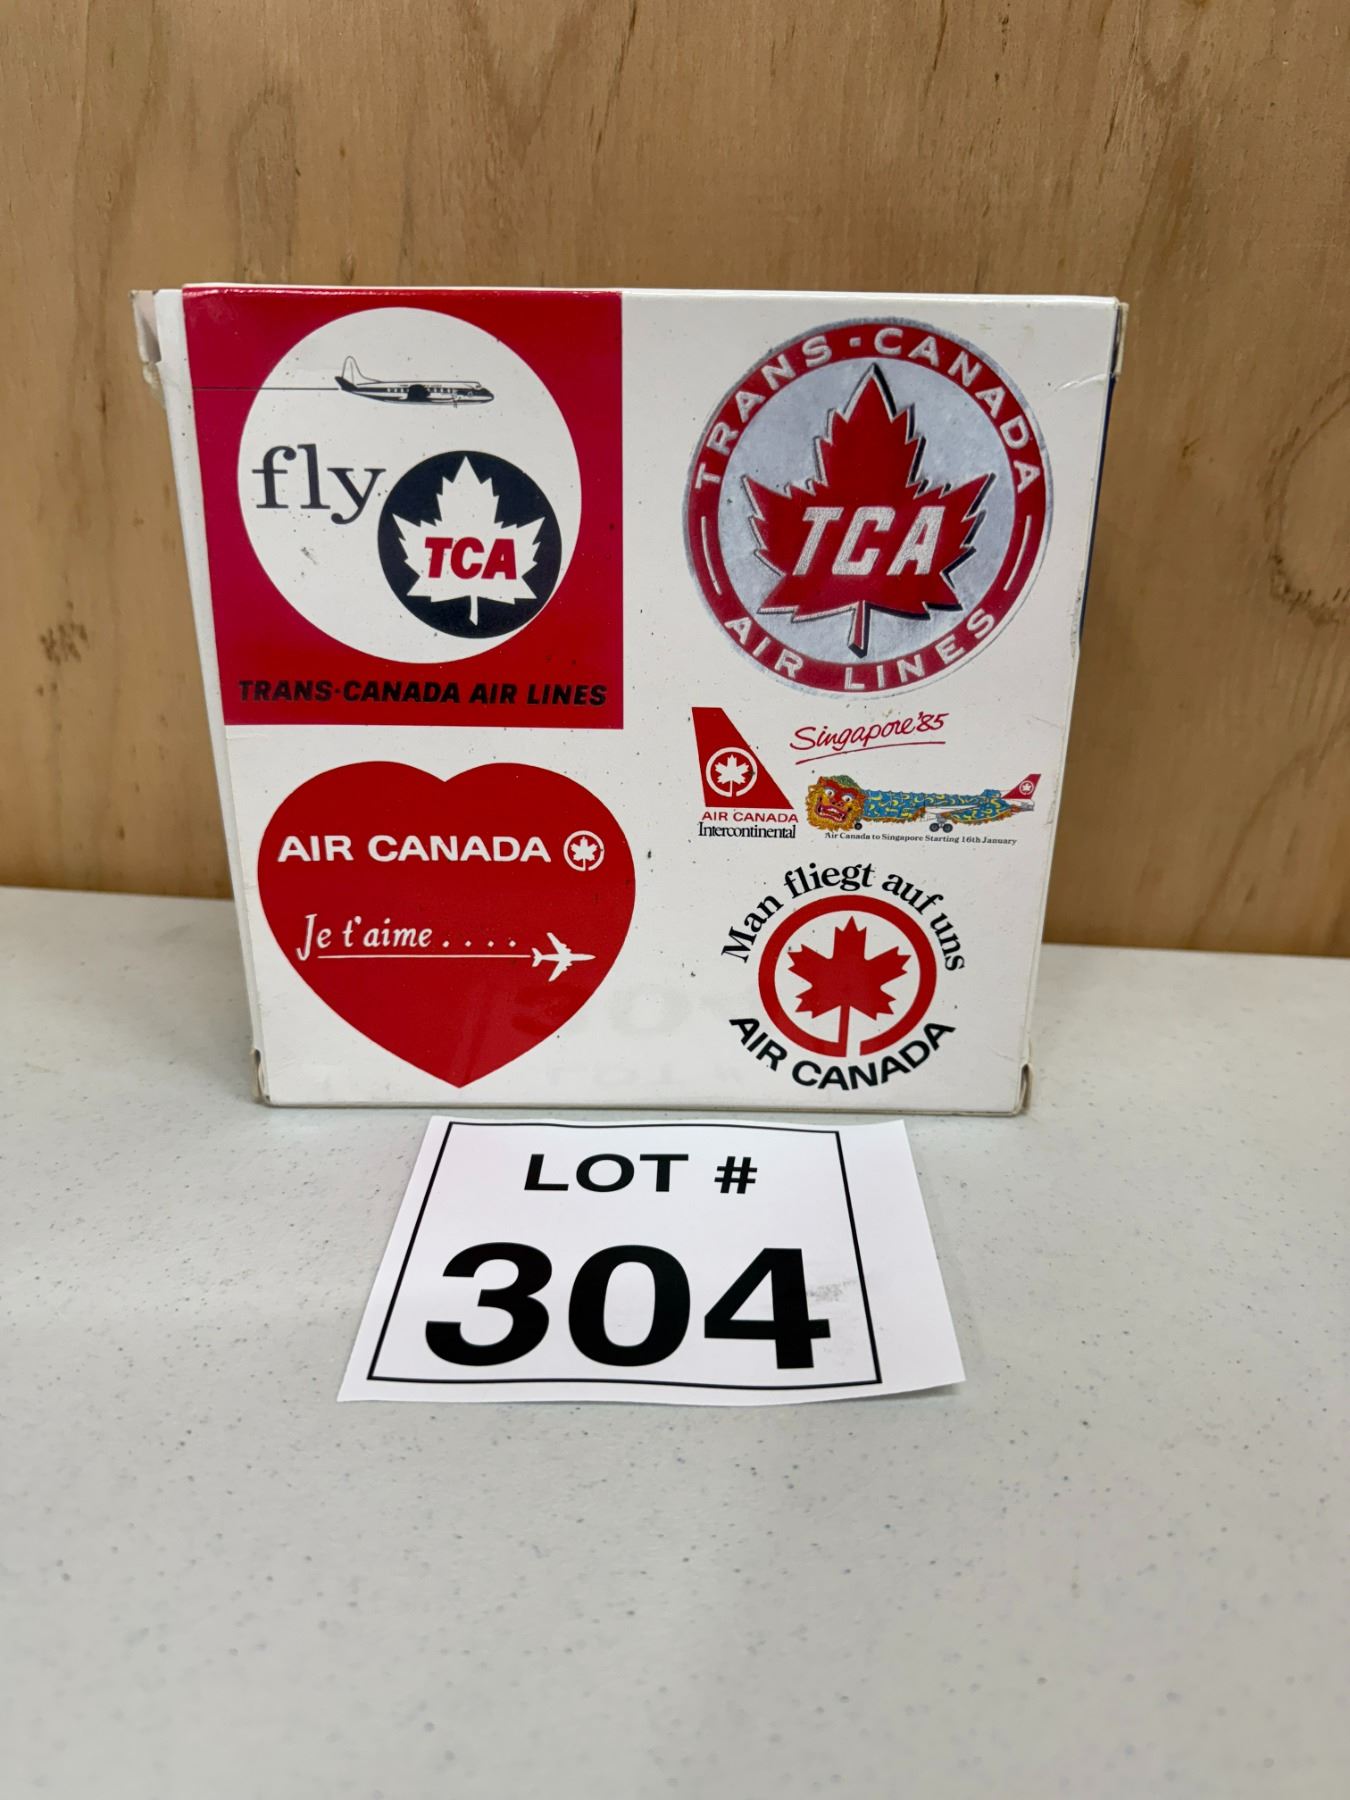 fly
TCA
TRANS-CANADA AIR LINES
TRANS-CANADA
TCA
AIR LINES
Singapore'85
AIR CANADA
Intercontinental
Air Canada to Singapore Starting 16th January
AIR CANADA
Je t'aime....
Man fliegt auf uns
AIR CANADA
LOT #
304